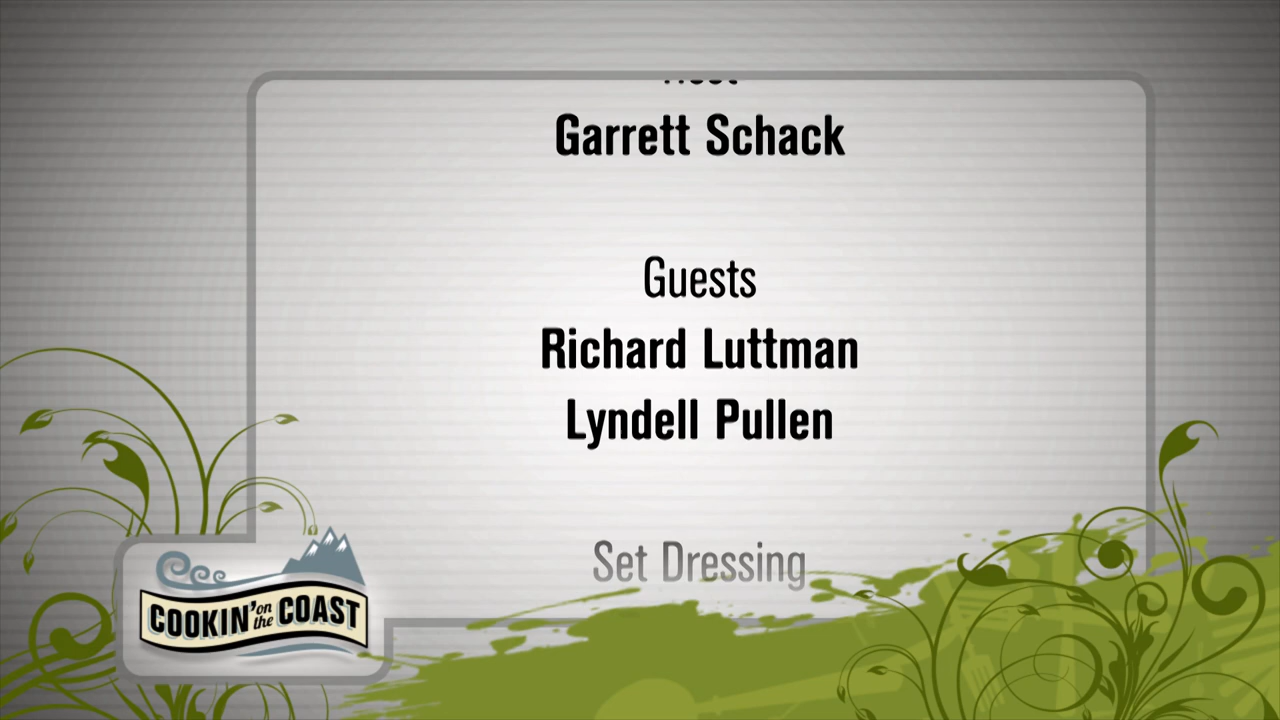 Garrett Schack
Guests
Richard Luttman
Lyndell Pullen
Set Dressing
COOKIN' on the COAST